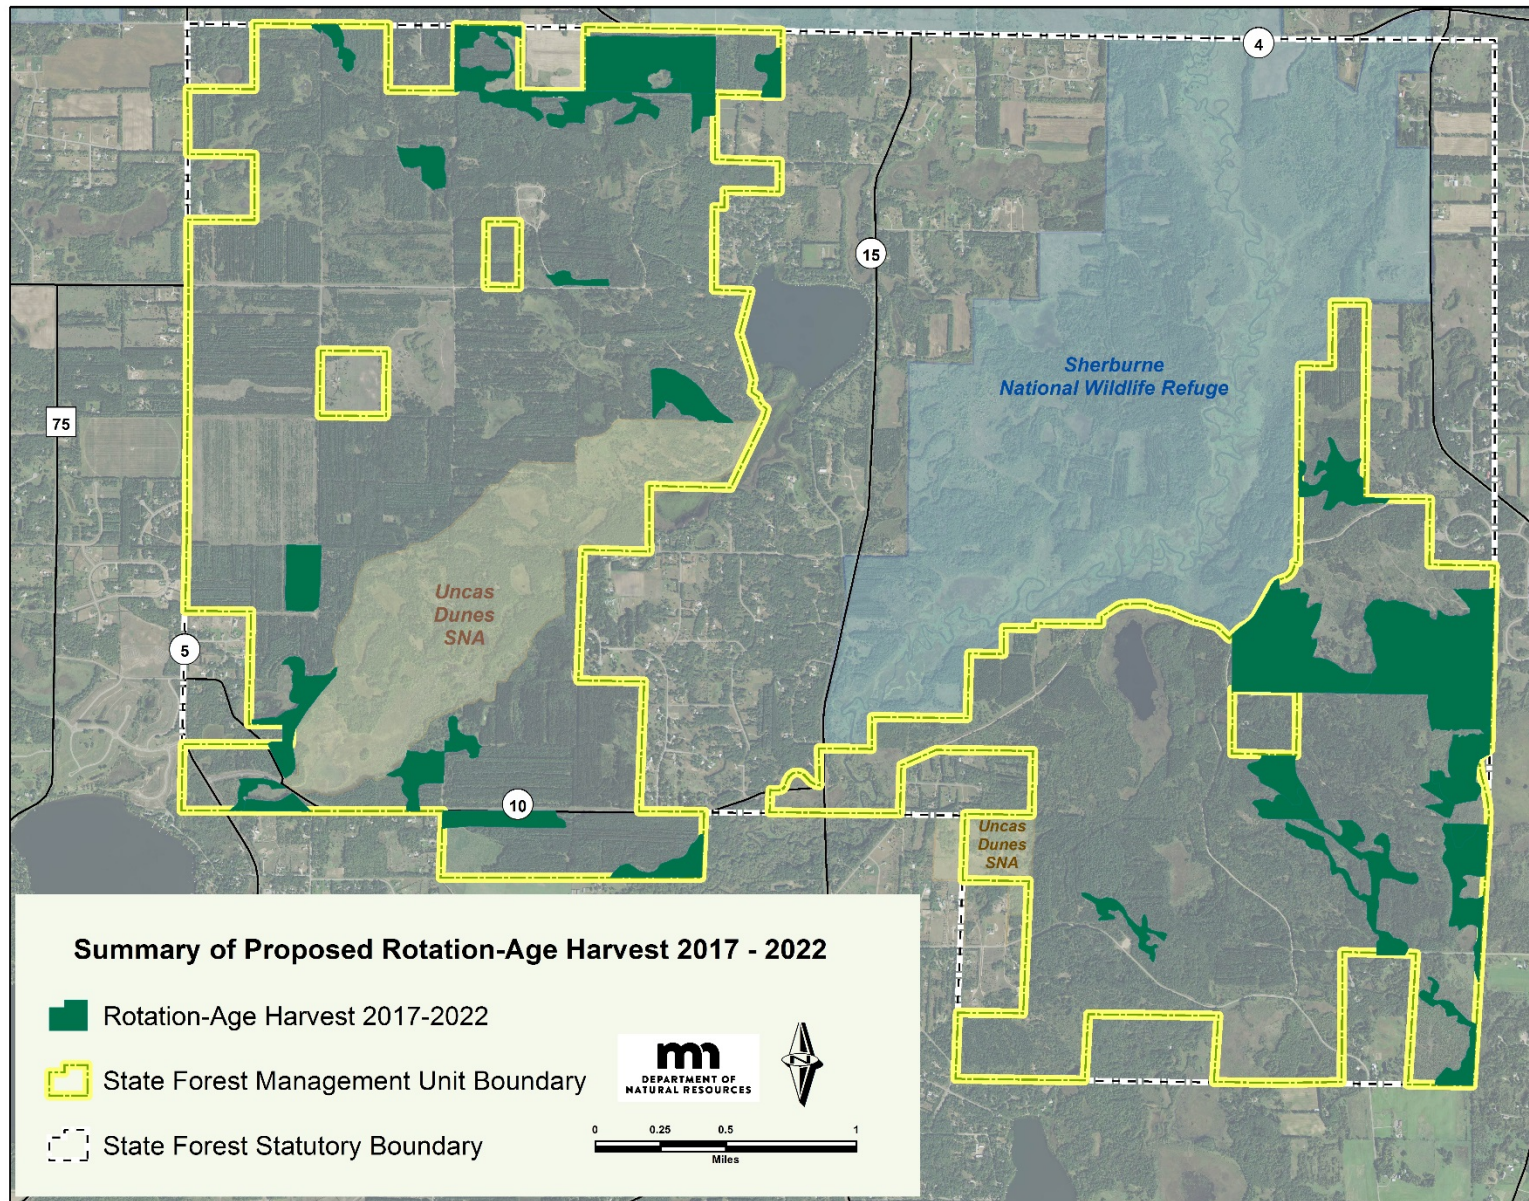 4
15
Sherburne
National Wildlife Refuge
75
Uncas
Dunes
SNA
5
10
Uncas
Dunes
SNA
Summary of Proposed Rotation-Age Harvest 2017 - 2022
Rotation-Age Harvest 2017-2022
State Forest Management Unit Boundary
State Forest Statutory Boundary
mn
DEPARTMENT OF
NATURAL RESOURCES
N
0 0.25 0.5 1
Miles